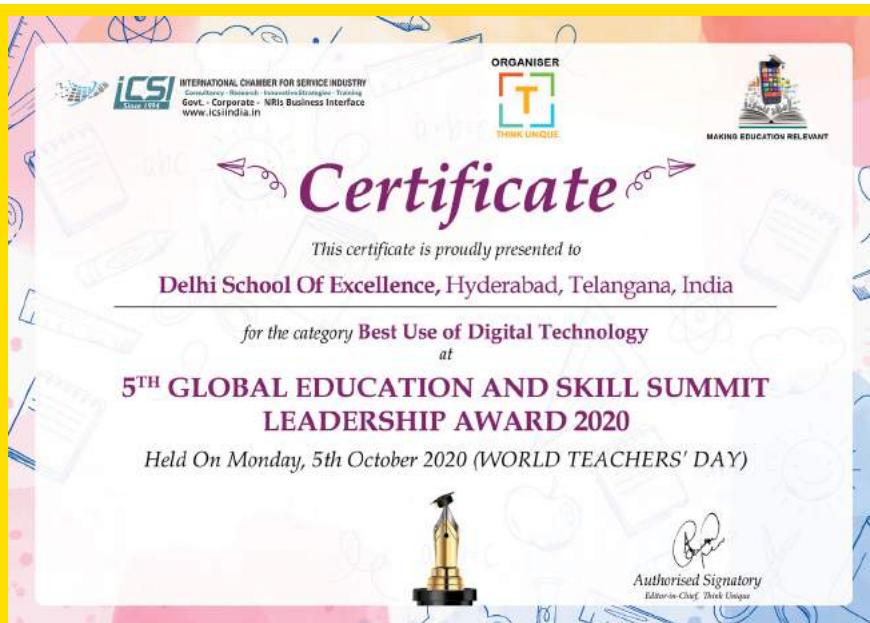 iCSI
Since 1994
INTERNATIONAL CHAMBER FOR SERVICE INDUSTRY
Consultancy - Research - Innovative Strategies - Training
Govt. - Corporate - NRIs Business Interface
www.icsiindia.in
ORGANISER
T
THINK UNIQUE
MAKING EDUCATION RELEVANT
Certificate
This certificate is proudly presented to
Delhi School Of Excellence, Hyderabad, Telangana, India
for the category Best Use of Digital Technology
at
5TH GLOBAL EDUCATION AND SKILL SUMMIT
LEADERSHIP AWARD 2020
Held On Monday, 5th October 2020 (WORLD TEACHERS' DAY)
Authorised Signatory
Editor-in-Chief, Think Unique